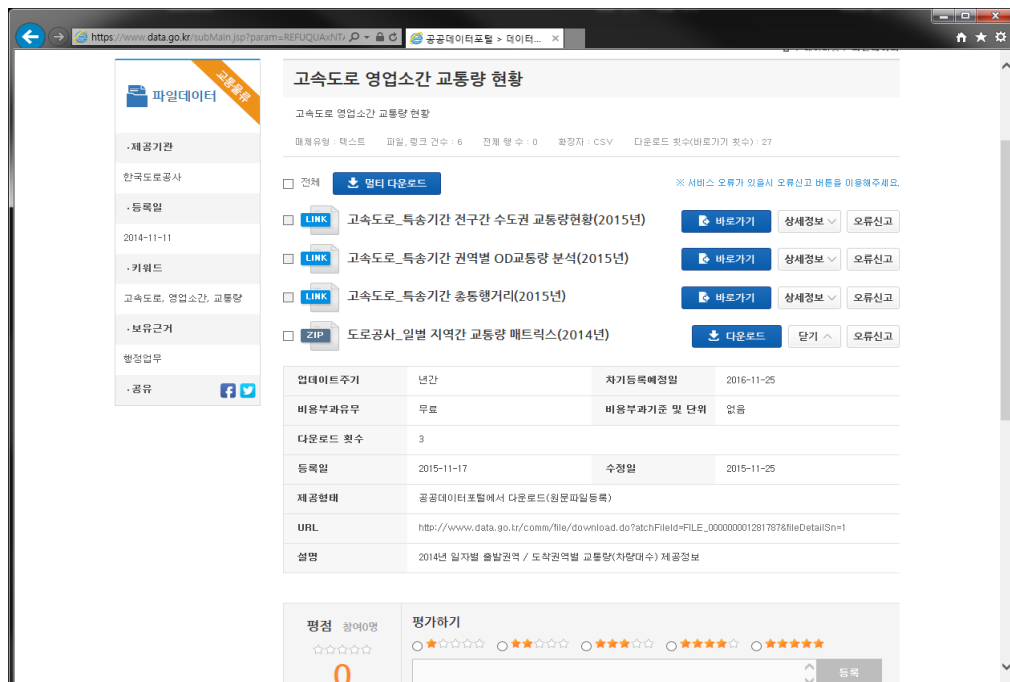 https://www.data.go.kr/subMain.jsp?param=REFUQUAxNT
공공데이터포털 > 데이터...
파일데이터
교통물류
·제공기관
한국도로공사
·등록일
2014-11-11
·키워드
고속도로, 영업소간, 교통량
·보유근거
행정업무
·공유
고속도로 영업소간 교통량 현황
고속도로 영업소간 교통량 현황
매체유형 : 텍스트 파일, 링크 건수 : 6 전체 행 수 : 0 확장자 : CSV 다운로드 횟수(바로가기 횟수) : 27
전체 멀티 다운로드 ※ 서비스 오류가 있을시 오류신고 버튼을 이용해주세요.
LINK 고속도로_특송기간 전구간 수도권 교통량현황(2015년) 바로가기 상세정보 오류신고
LINK 고속도로_특송기간 권역별 OD교통량 분석(2015년) 바로가기 상세정보 오류신고
LINK 고속도로_특송기간 총통행거리(2015년) 바로가기 상세정보 오류신고
ZIP 도로공사_일별 지역간 교통량 매트릭스(2014년) 다운로드 닫기 오류신고
업데이트주기 년간 차기등록예정일 2016-11-25
비용부과유무 무료 비용부과기준 및 단위 없음
다운로드 횟수 3
등록일 2015-11-17 수정일 2015-11-25
제공형태 공공데이터포털에서 다운로드(원문파일등록)
URL http://www.data.go.kr/comm/file/download.do?atchFileId=FILE_000000001281787&fileDetailSn=1
설명 2014년 일자별 출발권역 / 도착권역별 교통량(차량대수) 제공정보
평점 참여0명
0
평가하기
등록